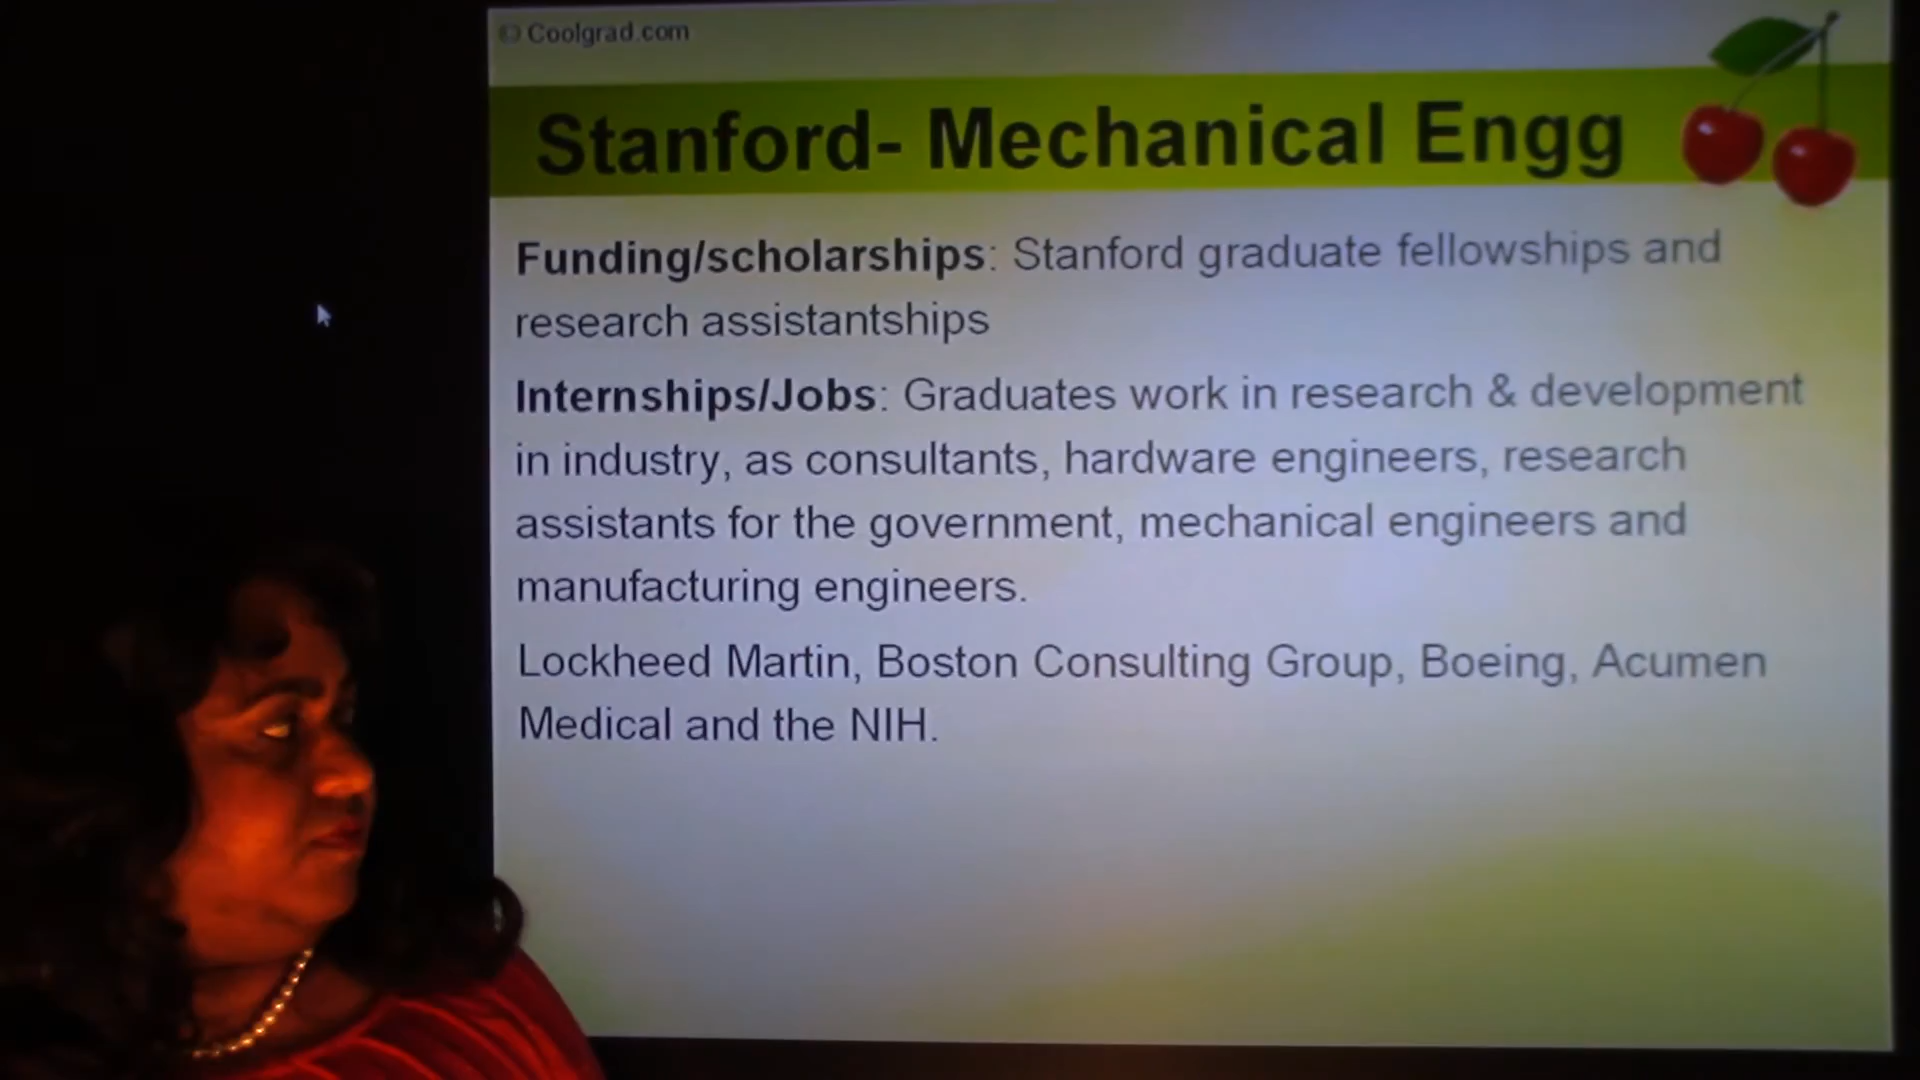 © Coolgrad.com
Stanford- Mechanical Engg
Funding/scholarships: Stanford graduate fellowships and
research assistantships
Internships/Jobs: Graduates work in research & development
in industry, as consultants, hardware engineers, research
assistants for the government, mechanical engineers and
manufacturing engineers.
Lockheed Martin, Boston Consulting Group, Boeing, Acumen
Medical and the NIH.